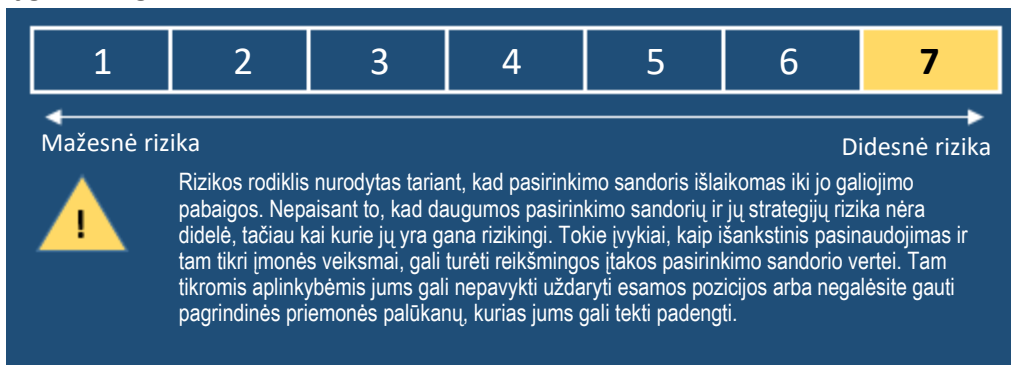 1 2 3 4 5 6 7
Mažesnė rizika Didesnė rizika
!
Rizikos rodiklis nurodytas tariant, kad pasirinkimo sandoris išlaikomas iki jo galiojimo
pabaigos. Nepaisant to, kad daugumos pasirinkimo sandorių ir jų strategijų rizika nėra
didelė, tačiau kai kurie jų yra gana rizikingi. Tokie įvykiai, kaip išankstinis pasinaudojimas ir
tam tikri įmonės veiksmai, gali turėti reikšmingos įtakos pasirinkimo sandorio vertei. Tam
tikromis aplinkybėmis jums gali nepavykti uždaryti esamos pozicijos arba negalėsite gauti
pagrindinės priemonės palūkanų, kurias jums gali tekti padengti.